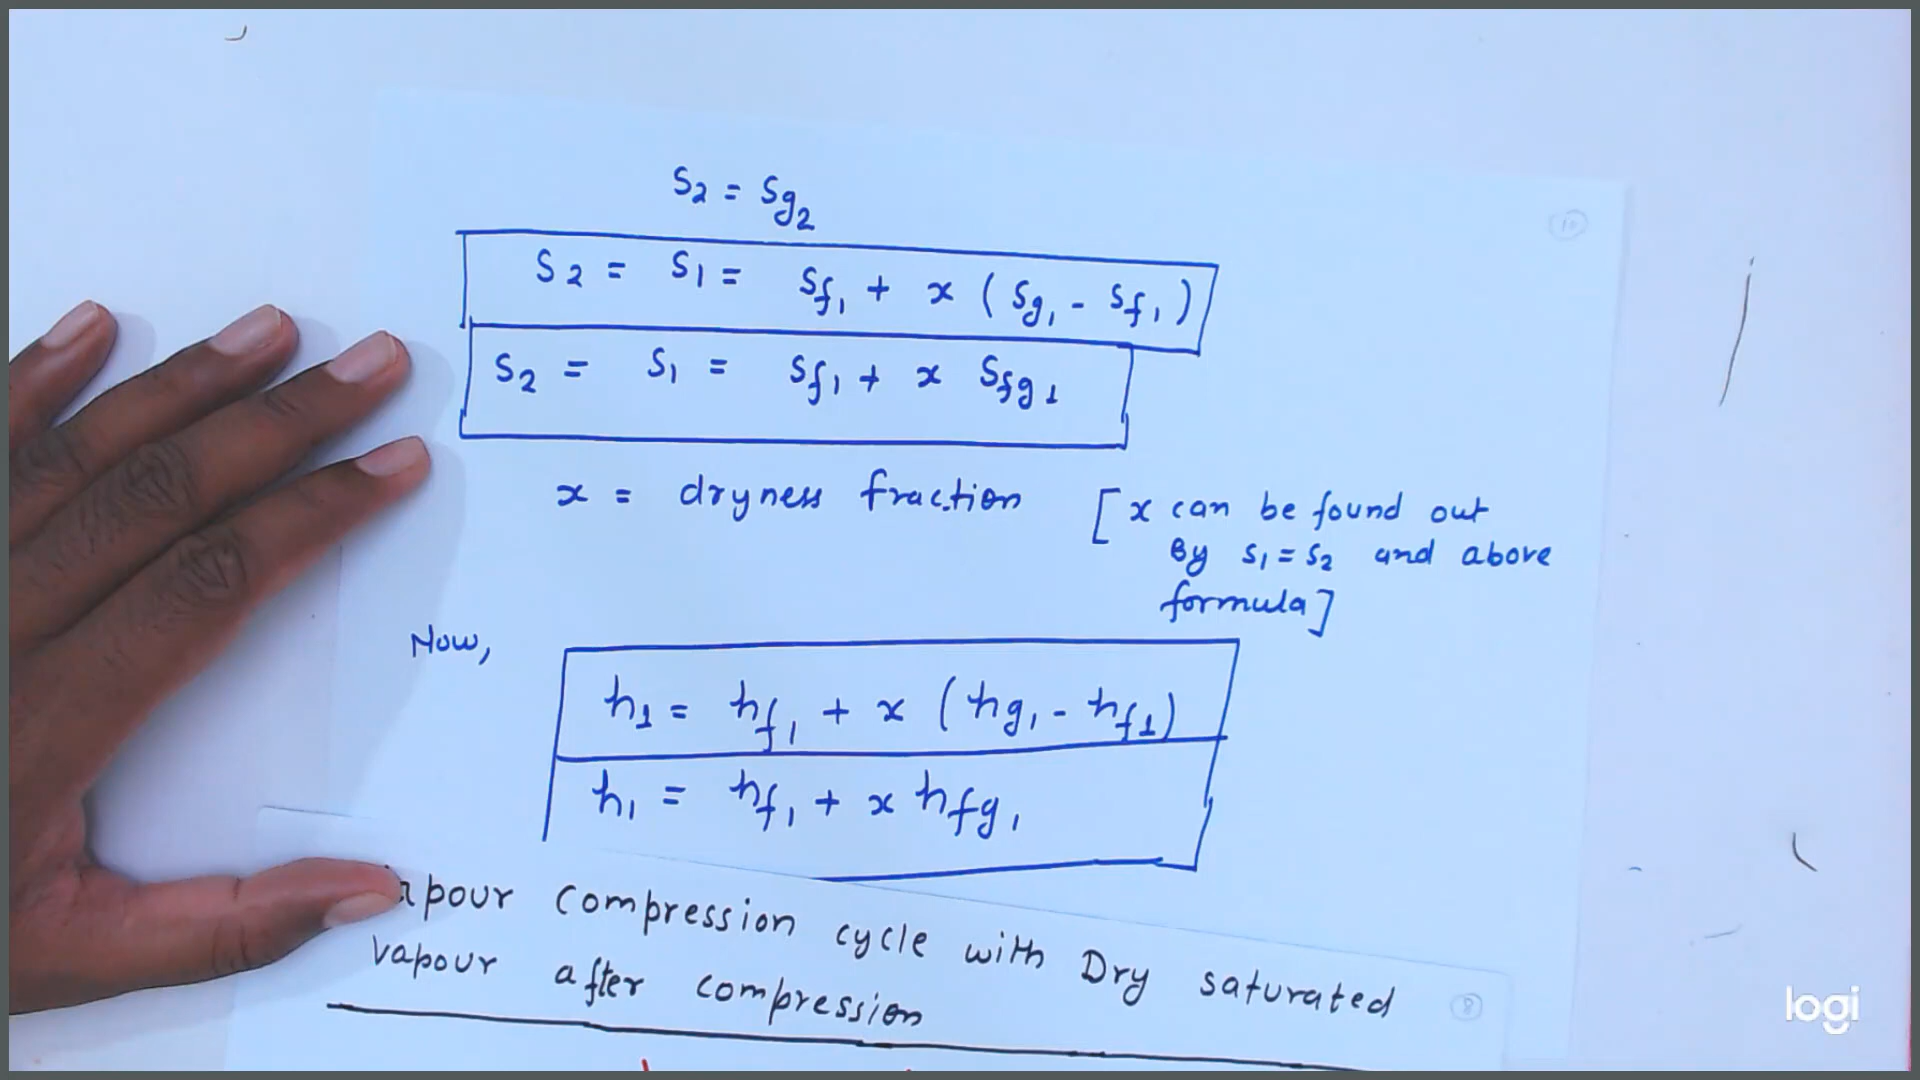 S2 = Sg2
S2 = S1 = Sf1 + x ( Sg1 - Sf1 )
S2 = S1 = Sf1 + x Sfg1
x = dryness fraction [ x can be found out
By S1 = S2 and above
formula ]
Now,
h1 = hf1 + x ( hg1 - hf1 )
h1 = hf1 + x hfg1
apour compression cycle with Dry saturated
vapour after compression
8
logi